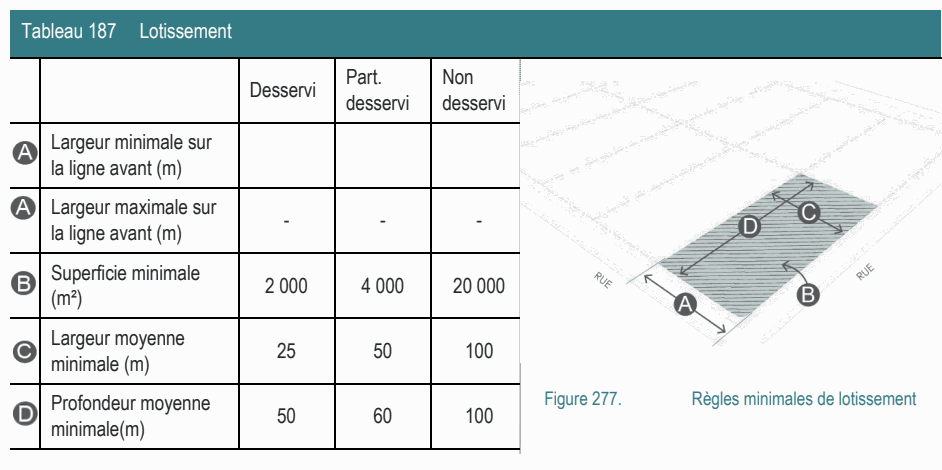 Tableau 187 Lotissement
Desservi Part. desservi Non desservi
A Largeur minimale sur
la ligne avant (m)
A Largeur maximale sur
la ligne avant (m) - - -
B Superficie minimale
(m²) 2 000 4 000 20 000
C Largeur moyenne
minimale (m) 25 50 100
D Profondeur moyenne
minimale(m) 50 60 100
D
C
B
A
RUE
RUE
Figure 277. Règles minimales de lotissement